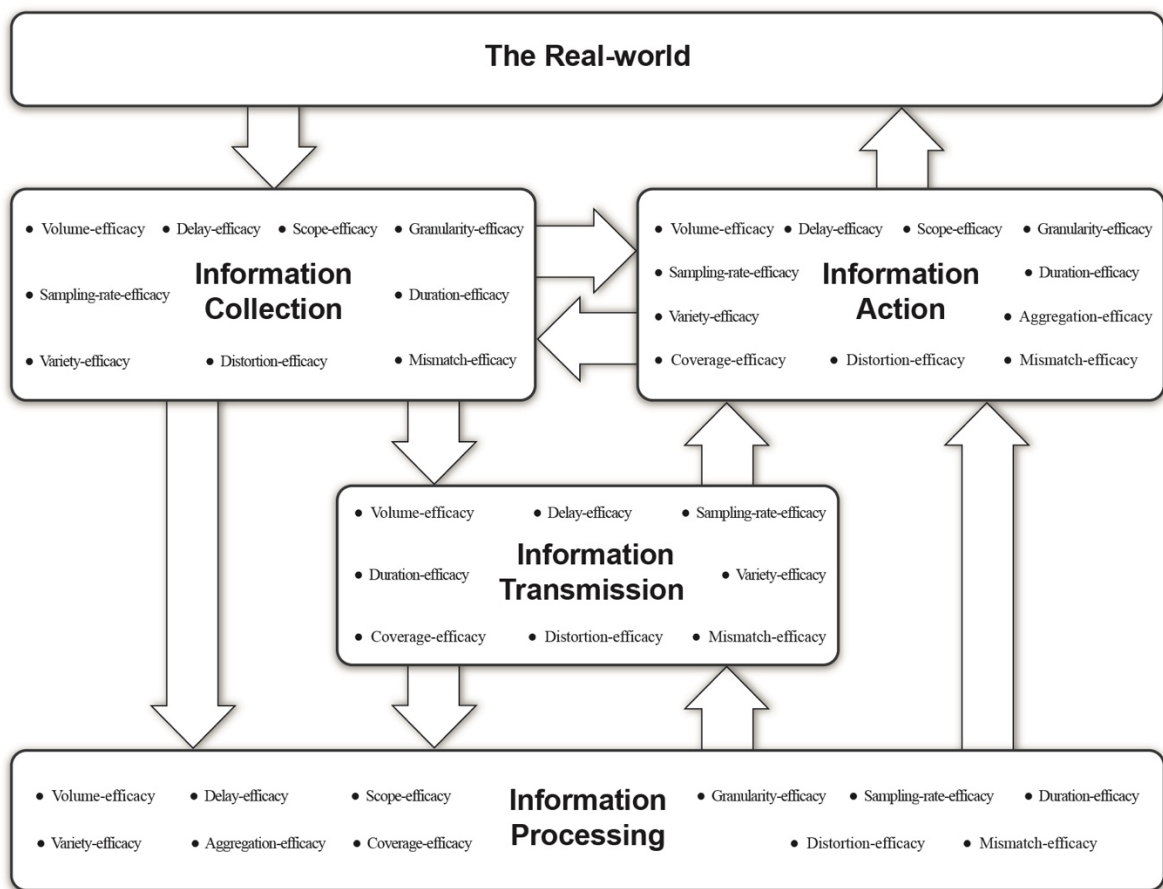 The Real-world
• Volume-efficacy • Delay-efficacy • Scope-efficacy • Granularity-efficacy
Information
Collection
• Sampling-rate-efficacy • Duration-efficacy
• Variety-efficacy • Distortion-efficacy • Mismatch-efficacy
• Volume-efficacy • Delay-efficacy • Scope-efficacy • Granularity-efficacy
• Sampling-rate-efficacy • Duration-efficacy
Information
Action
• Variety-efficacy • Aggregation-efficacy
• Coverage-efficacy • Distortion-efficacy • Mismatch-efficacy
• Volume-efficacy • Delay-efficacy • Sampling-rate-efficacy
Information
Transmission
• Duration-efficacy • Variety-efficacy
• Coverage-efficacy • Distortion-efficacy • Mismatch-efficacy
• Volume-efficacy • Delay-efficacy • Scope-efficacy
Information
Processing
• Granularity-efficacy • Sampling-rate-efficacy • Duration-efficacy
• Variety-efficacy • Aggregation-efficacy • Coverage-efficacy
• Distortion-efficacy • Mismatch-efficacy